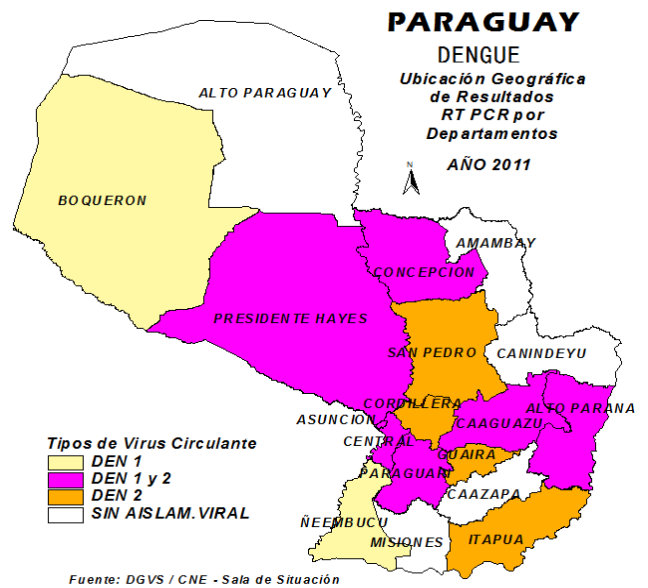 PARAGUAY
DENGUE
Ubicación Geográfica
de Resultados
RT PCR por
Departamentos
AÑO 2011
N
ALTO PARAGUAY
BOQUERON
AMAMBAY
CONCEPCION
PRESIDENTE HAYES
SAN PEDRO
CANINDEYU
CORDILLERA
ALTO PARANA
ASUNCION
CAAGUAZU
CENTRAL
GUAIRA
PARAGUARI
CAAZAPA
ÑEEMBUCU
MISIONES
ITAPUA
Tipos de Virus Circulante
DEN 1
DEN 1 y 2
DEN 2
SIN AISLAM.VIRAL
Fuente: DGVS / CNE - Sala de Situación